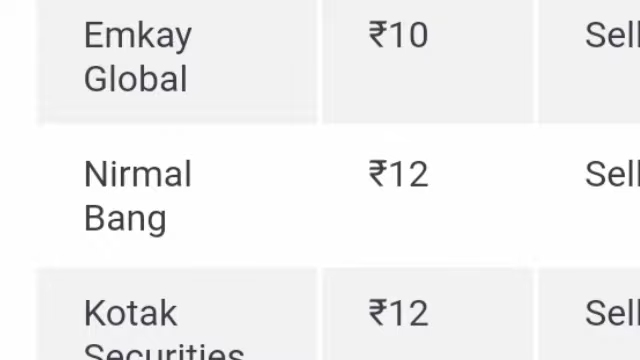 Emkay Global ₹10 Sell
Nirmal Bang ₹12 Sell
Kotak Securities ₹12 Sell